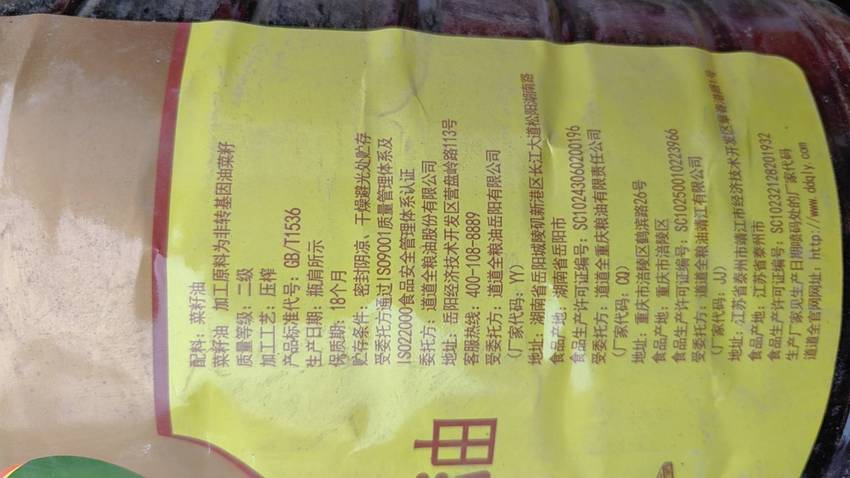 配料：菜籽油
菜籽油 加工原料为非转基因油菜籽
质量等级：二级
加工工艺：压榨
产品标准代号：GB/T1536
生产日期：瓶肩所示
保质期：18个月
贮存条件：密封阴凉、干燥避光处贮存
受委托方通过ISO9001质量管理体系及
ISO22000食品安全管理体系认证
委托方：道道全粮油股份有限公司
地址：岳阳经济技术开发区营盘岭路113号
客服热线：400-108-8889
受委托方：道道全粮油岳阳有限公司
（厂家代码：YY）
地址：湖南省岳阳城陵矶新港区长江大道松阳湖南路
食品产地：湖南省岳阳市
食品生产许可证编号：SC10243060200196
受委托方：道道全重庆粮油有限责任公司
（厂家代码：CQ）
地址：重庆市涪陵区鹤滨路26号
食品产地：重庆市涪陵区
食品生产许可证编号：SC10250010223966
受委托方：道道全粮油靖江有限公司
（厂家代码：JJ）
地址：江苏省泰州市靖江市经济技术开发区
食品产地：江苏省泰州市
食品生产许可证编号：SC10232128201932
生产厂家见生产日期喷码处的厂家代码
道道全官网网址：http://www.ddqly.com
油